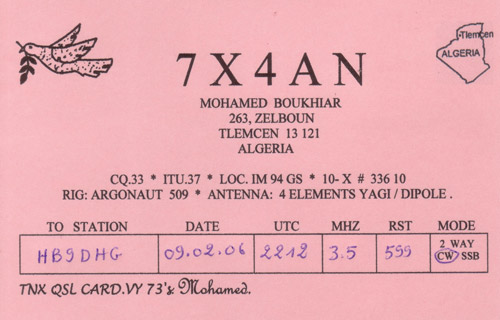 Tlemcen
ALGERIA
7X4AN
MOHAMED BOUKHIAR
263, ZELBOUN
TLEMCEN 13 121
ALGERIA
CQ.33 * ITU.37 * LOC. IM 94 GS * 10- X # 336 10
RIG: ARGONAUT 509 * ANTENNA: 4 ELEMENTS YAGI / DIPOLE .
TO STATION DATE UTC MHZ RST MODE
HB9DHG 09.02.06 2212 3.5 599 2 WAY
CW SSB
TNX QSL CARD.VY 73's Mohamed.